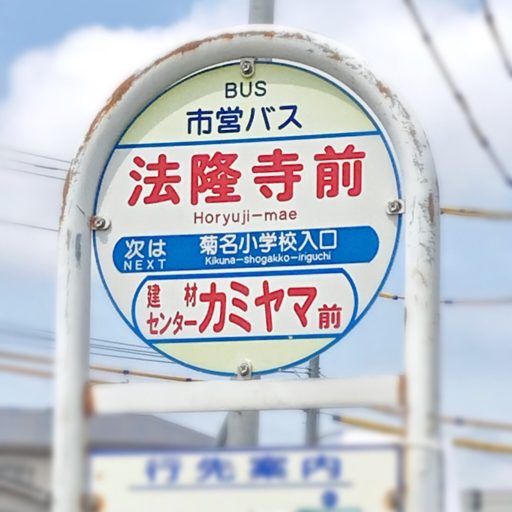 BUS
市営バス
法隆寺前
Horyuji-mae
次は 菊名小学校入口
NEXT Kikuna-shogakko-iriguchi
建材センターカミヤマ前
行先案内